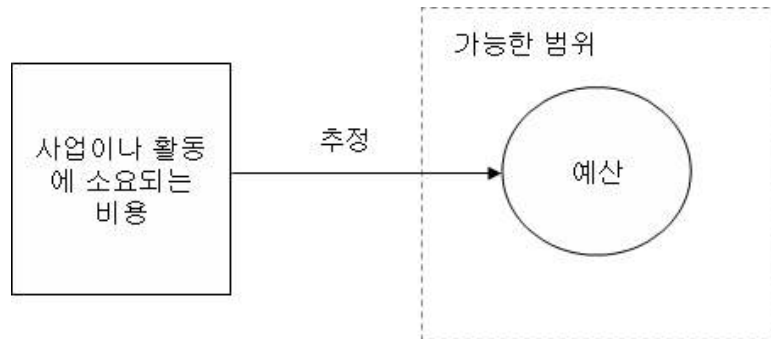 가능한 범위
사업이나 활동
에 소요되는
비용
추정
예산